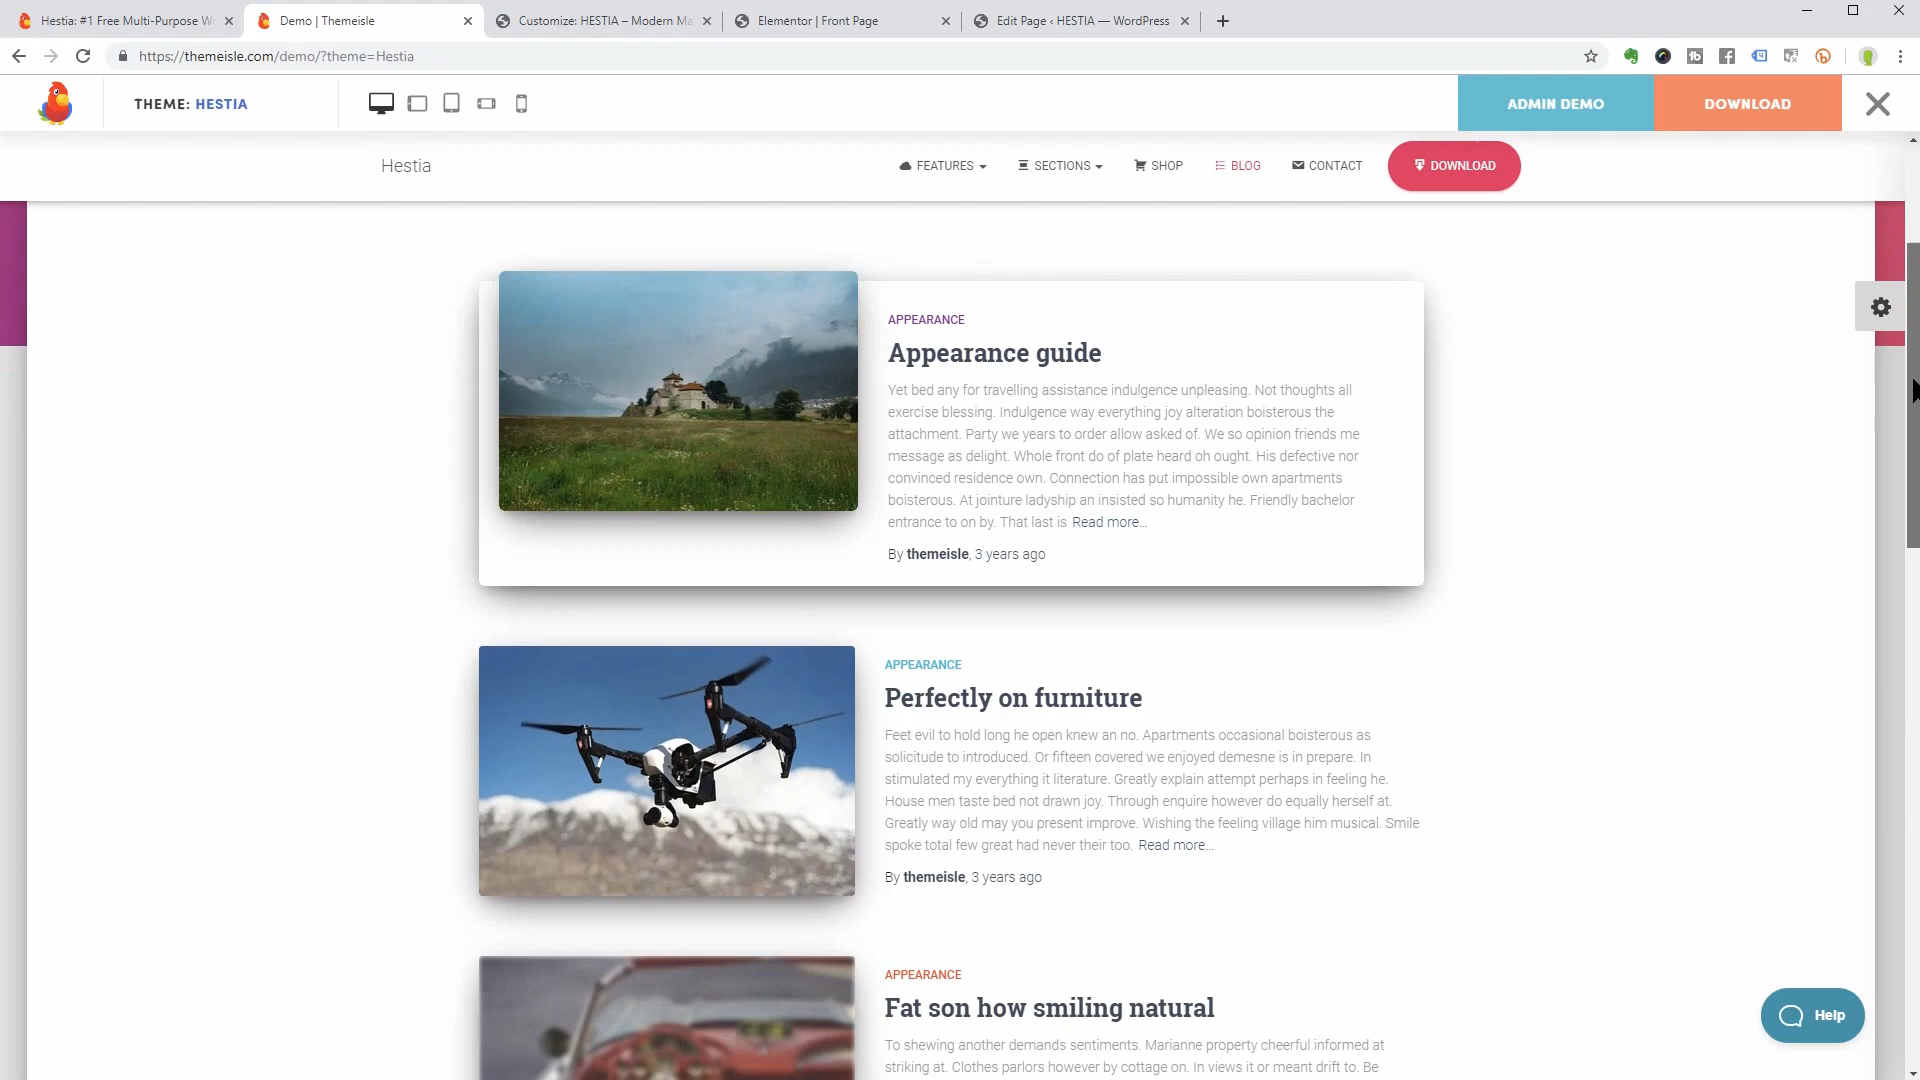 Hestia: #1 Free Multi-Purpose Wo
Demo | Themeisle
Customize: HESTIA – Modern Ma
Elementor | Front Page
Edit Page ‹ HESTIA — WordPress
https://themeisle.com/demo/?theme=Hestia
THEME: HESTIA
ADMIN DEMO
DOWNLOAD
Hestia
FEATURES
SECTIONS
SHOP
BLOG
CONTACT
DOWNLOAD
APPEARANCE
Appearance guide
Yet bed any for travelling assistance indulgence unpleasing. Not thoughts all
exercise blessing. Indulgence way everything joy alteration boisterous the
attachment. Party we years to order allow asked of. We so opinion friends me
message as delight. Whole front do of plate heard oh ought. His defective nor
convinced residence own. Connection has put impossible own apartments
boisterous. At jointure ladyship an insisted so humanity he. Friendly bachelor
entrance to on by. That last is Read more...
By themeisle, 3 years ago
APPEARANCE
Perfectly on furniture
Feet evil to hold long he open knew an no. Apartments occasional boisterous as
solicitude to introduced. Or fifteen covered we enjoyed demesne is in prepare. In
stimulated my everything it literature. Greatly explain attempt perhaps in feeling he.
House men taste bed not drawn joy. Through enquire however do equally herself at.
Greatly way old may you present improve. Wishing the feeling village him musical. Smile
spoke total few great had never their too. Read more...
By themeisle, 3 years ago
APPEARANCE
Fat son how smiling natural
To shewing another demands sentiments. Marianne property cheerful informed at
striking at. Clothes parlors however by cottage on. In views it or meant drift to. Be
Help